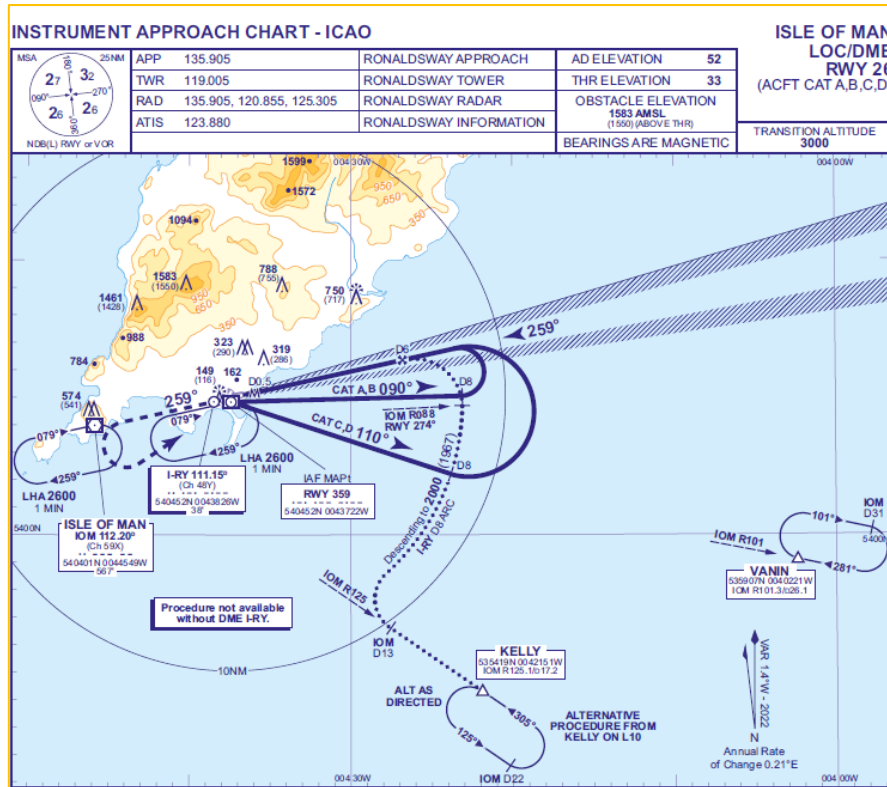 INSTRUMENT APPROACH CHART - ICAO
ISLE OF MAN
LOC/DME
RWY 26
(ACFT CAT A,B,C,D
MSA 25NM
180°
27 32
090° 270°
26 26
360°
NDB(L) RWY or VOR
APP 135.905 RONALDSWAY APPROACH
TWR 119.005 RONALDSWAY TOWER
RAD 135.905, 120.855, 125.305 RONALDSWAY RADAR
ATIS 123.880 RONALDSWAY INFORMATION
AD ELEVATION 52
THR ELEVATION 33
OBSTACLE ELEVATION
1583 AMSL
(1550) (ABOVE THR)
BEARINGS ARE MAGNETIC
TRANSITION ALTITUDE
3000
004 30W
004 00W
1599
1572
950
650
350
1094
1583
(1550)
950
650
350
788
(755)
750
(717)
1461
(1428)
988
784
323
(290)
319
(286)
149
(116)
162
D0.5
574
(541)
259°
D6
259°
CAT A,B 090°
D8
IOM R088
RWY 274°
CAT C,D 110°
D8
079°
259°
079°
259°
LHA 2600
1 MIN
LHA 2600
1 MIN
I-RY 111.15D
(Ch 48Y)
540452N 0043826W
38'
IAF MAPt
RWY 359
540452N 0043722W
ISLE OF MAN
IOM 112.20D
(Ch 59X)
540401N 0044549W
567'
5400N
5400N
(1967)
Descending to 2000
I-RY D8 ARC
IOM R125
Procedure not available
without DME I-RY.
IOM
D13
10NM
KELLY
535419N 0042151W
IOM R125.1/D17.2
ALT AS
DIRECTED
305°
125°
ALTERNATIVE
PROCEDURE FROM
KELLY ON L10
IOM D22
IOM R101
101°
281°
IOM
D31
VANIN
535907N 0040221W
IOM R101.3/D26.1
VAR 1.4°W - 2022
N
Annual Rate
of Change 0.21°E
004 30W
004 00W